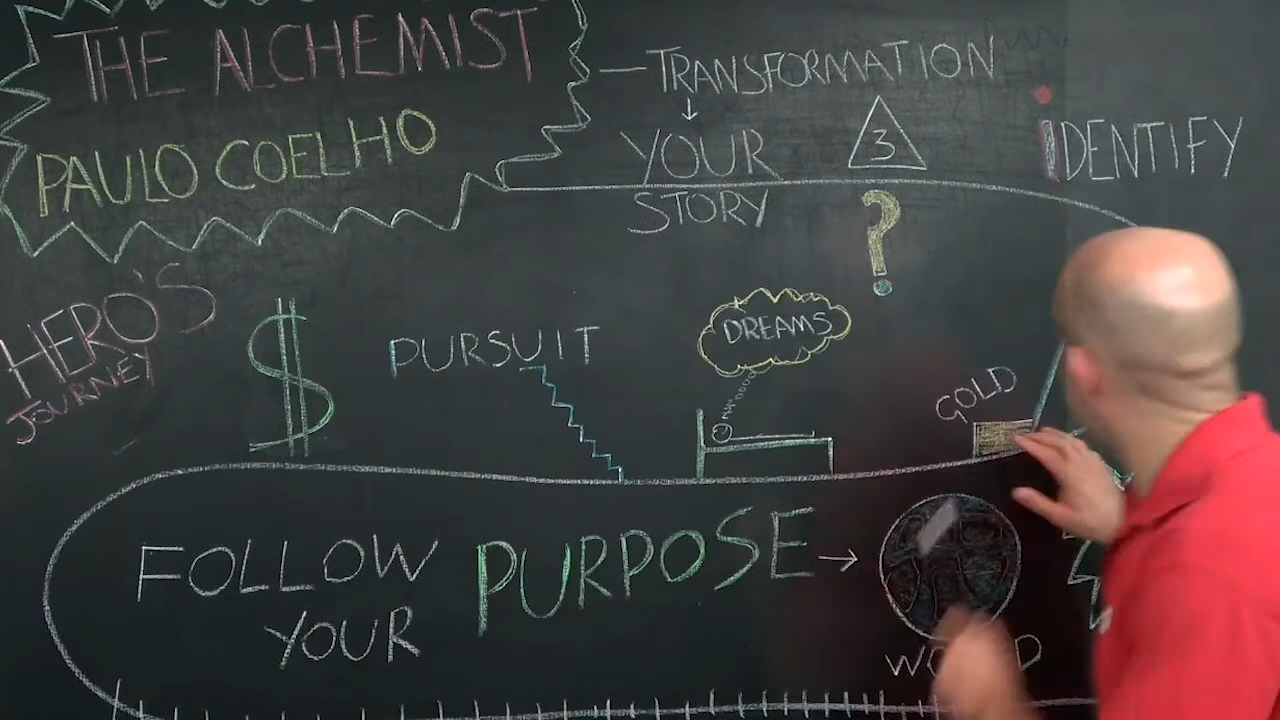 THE ALCHEMIST
PAULO COELHO
TRANSFORMATION
YOUR
STORY
3
iDENTIFY
?
HERO'S
JOURNEY
$
PURSUIT
DREAMS
GOLD
FOLLOW
YOUR
PURPOSE